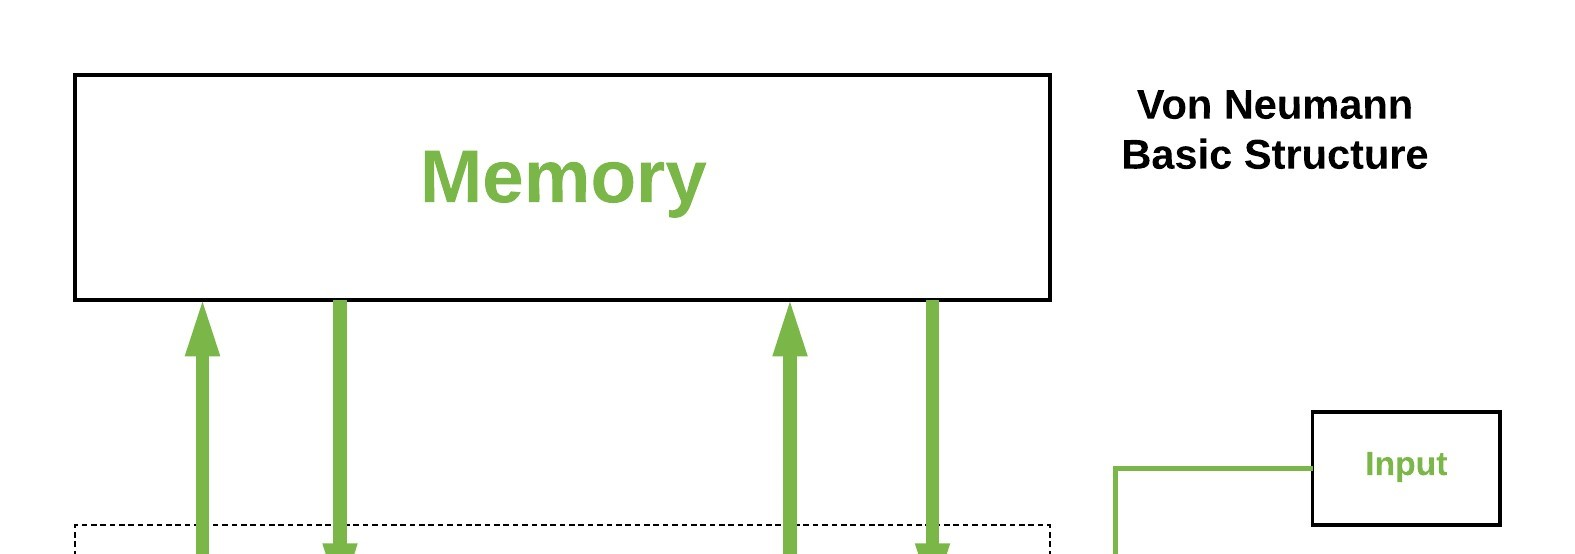 Von Neumann
Basic Structure
Memory
Input